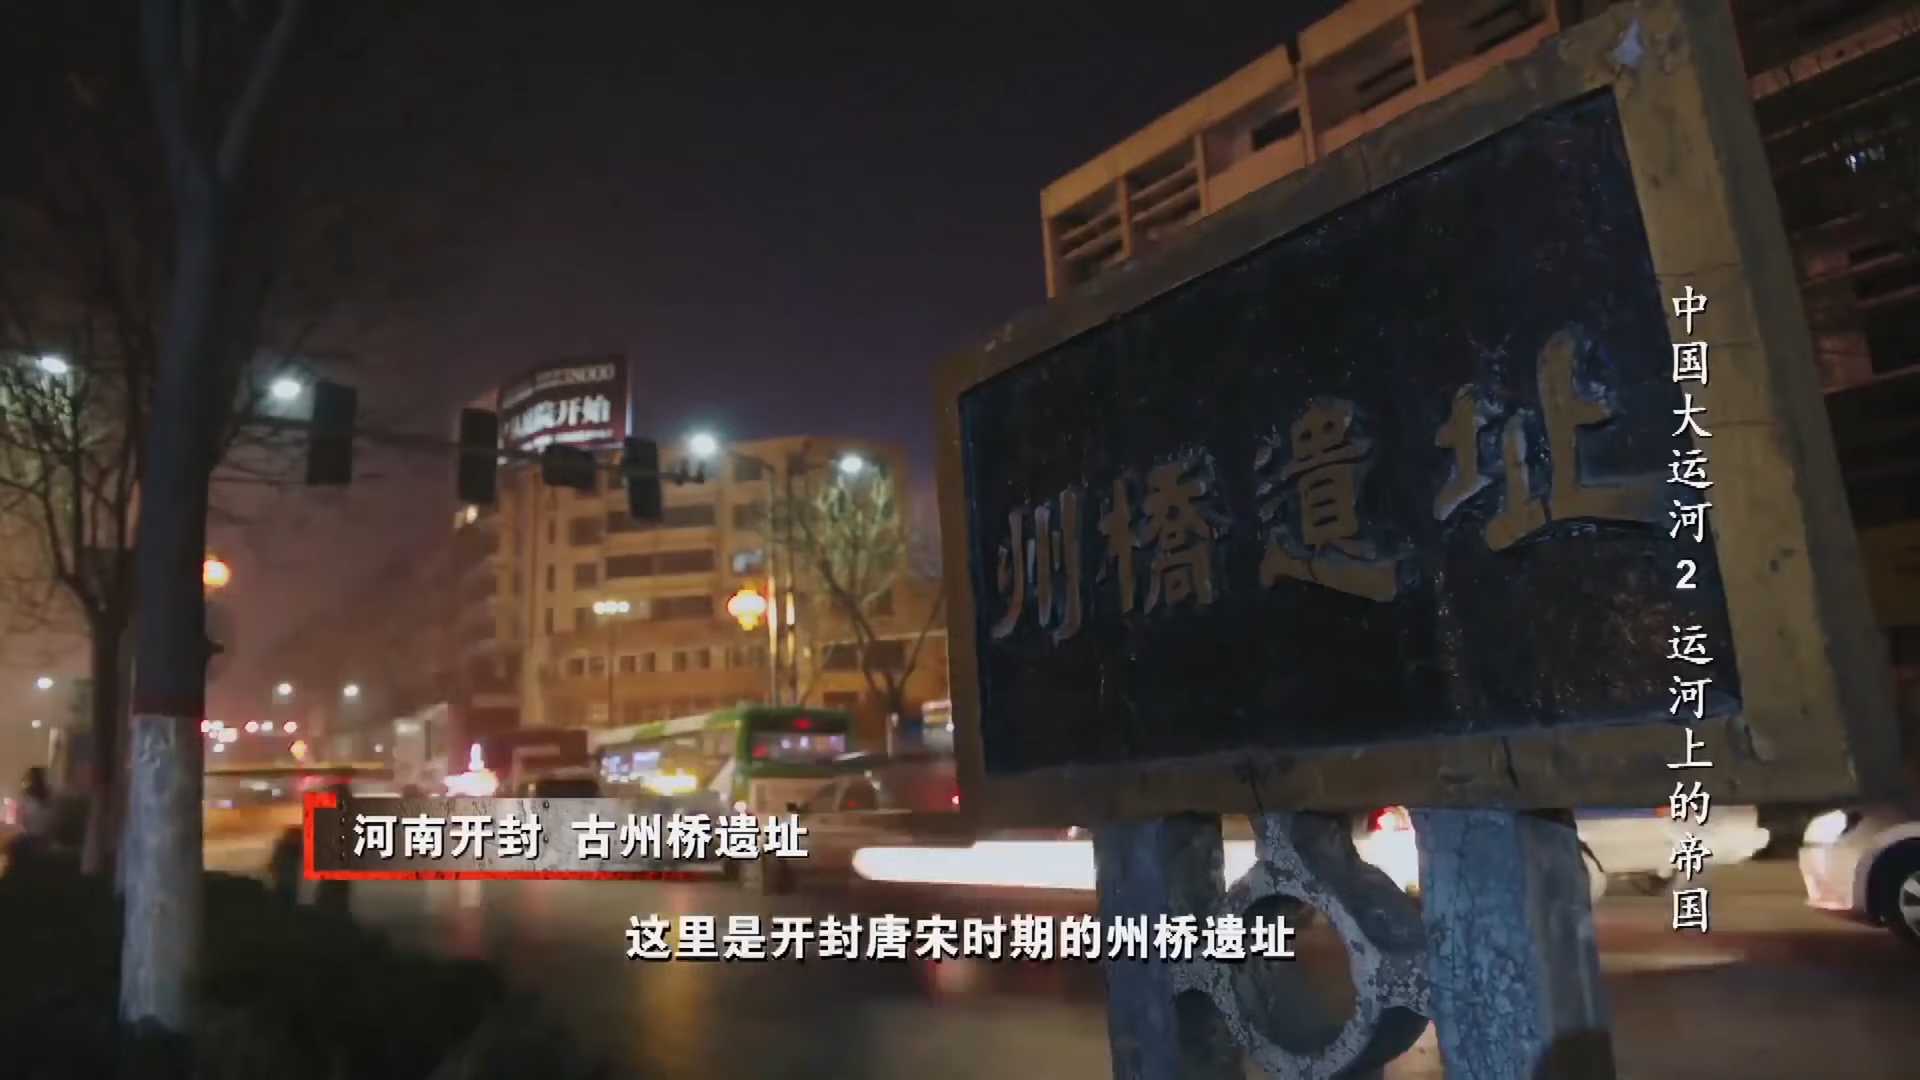 开始
州橋遺址
中国大运河2 运河上的帝国
河南开封 古州桥遗址
这里是开封唐宋时期的州桥遗址